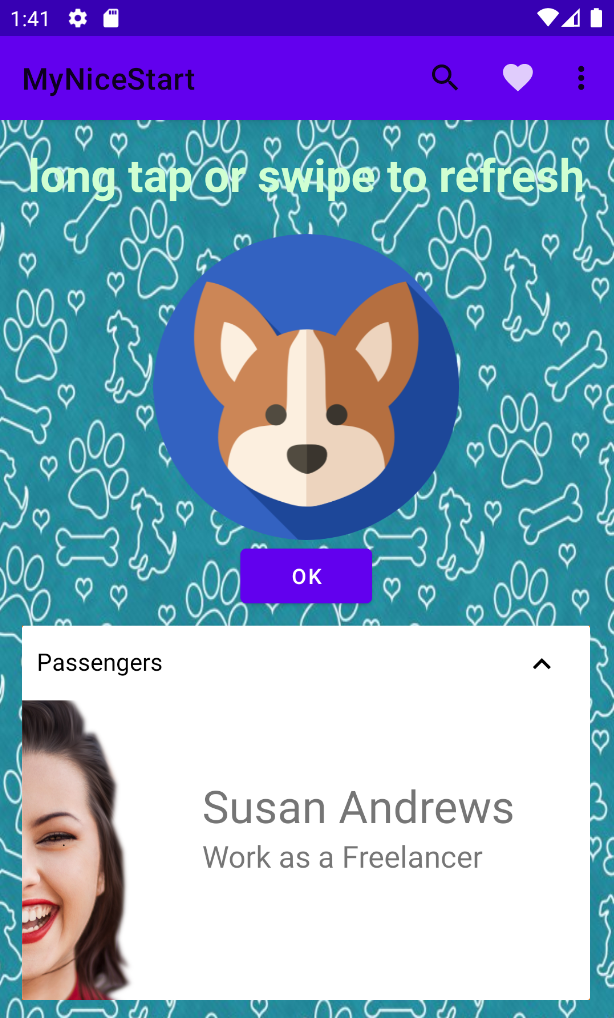 1:41
MyNiceStart
long tap or swipe to refresh
OK
Passengers
Susan Andrews
Work as a Freelancer